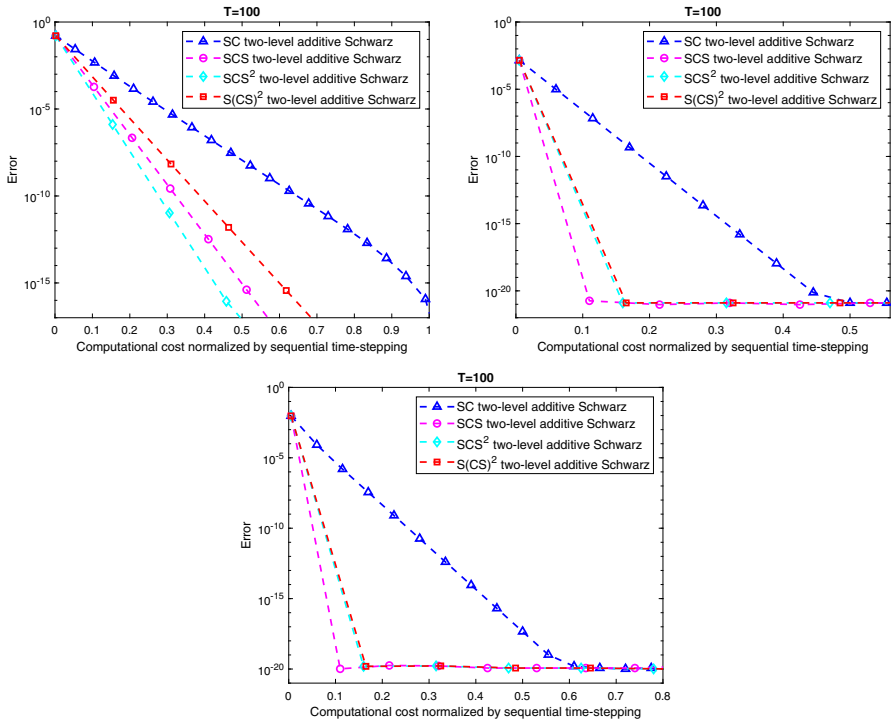 T=100
10^0
10^-5
10^-10
10^-15
Error
SC two-level additive Schwarz
SCS two-level additive Schwarz
SCS^2 two-level additive Schwarz
S(CS)^2 two-level additive Schwarz
0 0.1 0.2 0.3 0.4 0.5 0.6 0.7 0.8 0.9 1
Computational cost normalized by sequential time-stepping
T=100
10^0
10^-5
10^-10
10^-15
10^-20
Error
SC two-level additive Schwarz
SCS two-level additive Schwarz
SCS^2 two-level additive Schwarz
S(CS)^2 two-level additive Schwarz
0 0.1 0.2 0.3 0.4 0.5
Computational cost normalized by sequential time-stepping
T=100
10^0
10^-5
10^-10
10^-15
10^-20
Error
SC two-level additive Schwarz
SCS two-level additive Schwarz
SCS^2 two-level additive Schwarz
S(CS)^2 two-level additive Schwarz
0 0.1 0.2 0.3 0.4 0.5 0.6 0.7 0.8
Computational cost normalized by sequential time-stepping